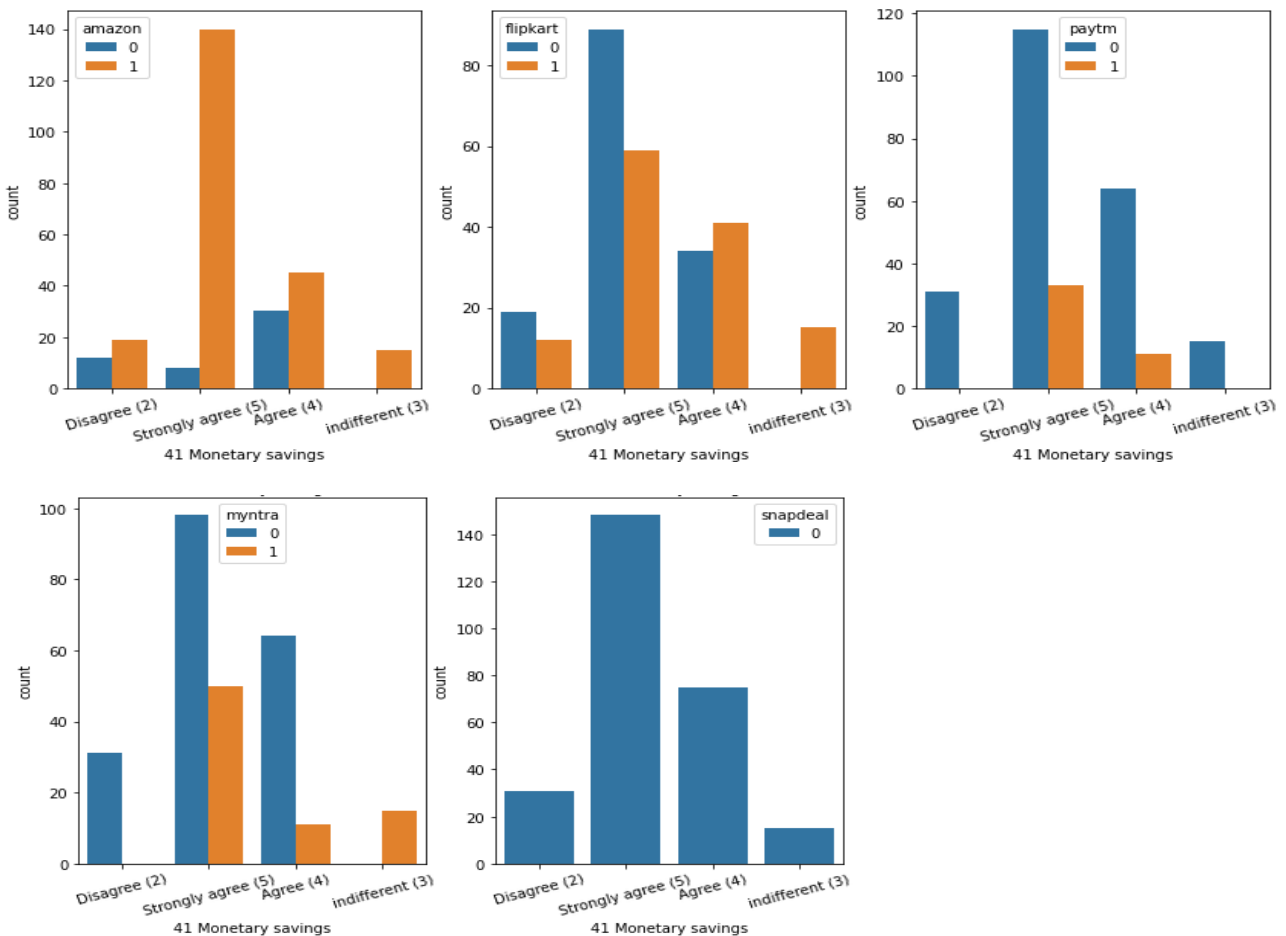 amazon
0
1
140
120
100
80
60
40
20
0
count
Disagree (2)
Strongly agree (5)
Agree (4)
indifferent (3)
41 Monetary savings
flipkart
0
1
80
60
40
20
0
count
Disagree (2)
Strongly agree (5)
Agree (4)
indifferent (3)
41 Monetary savings
paytm
0
1
120
100
80
60
40
20
0
count
Disagree (2)
Strongly agree (5)
Agree (4)
indifferent (3)
41 Monetary savings
myntra
0
1
100
80
60
40
20
0
count
Disagree (2)
Strongly agree (5)
Agree (4)
indifferent (3)
41 Monetary savings
snapdeal
0
140
120
100
80
60
40
20
0
count
Disagree (2)
Strongly agree (5)
Agree (4)
indifferent (3)
41 Monetary savings